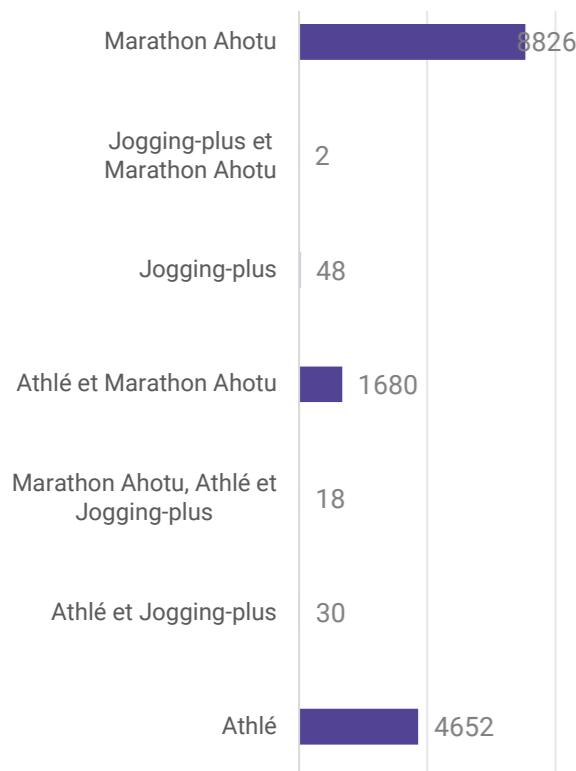 Marathon Ahotu
8826
Jogging-plus et
Marathon Ahotu
2
Jogging-plus
48
Athlé et Marathon Ahotu
1680
Marathon Ahotu, Athlé et
Jogging-plus
18
Athlé et Jogging-plus
30
Athlé
4652